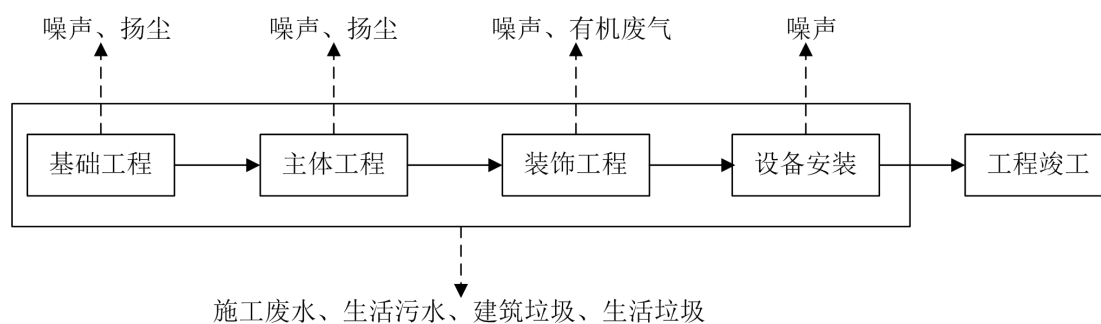 噪声、扬尘
噪声、扬尘
噪声、有机废气
噪声
基础工程
主体工程
装饰工程
设备安装
工程竣工
施工废水、生活污水、建筑垃圾、生活垃圾